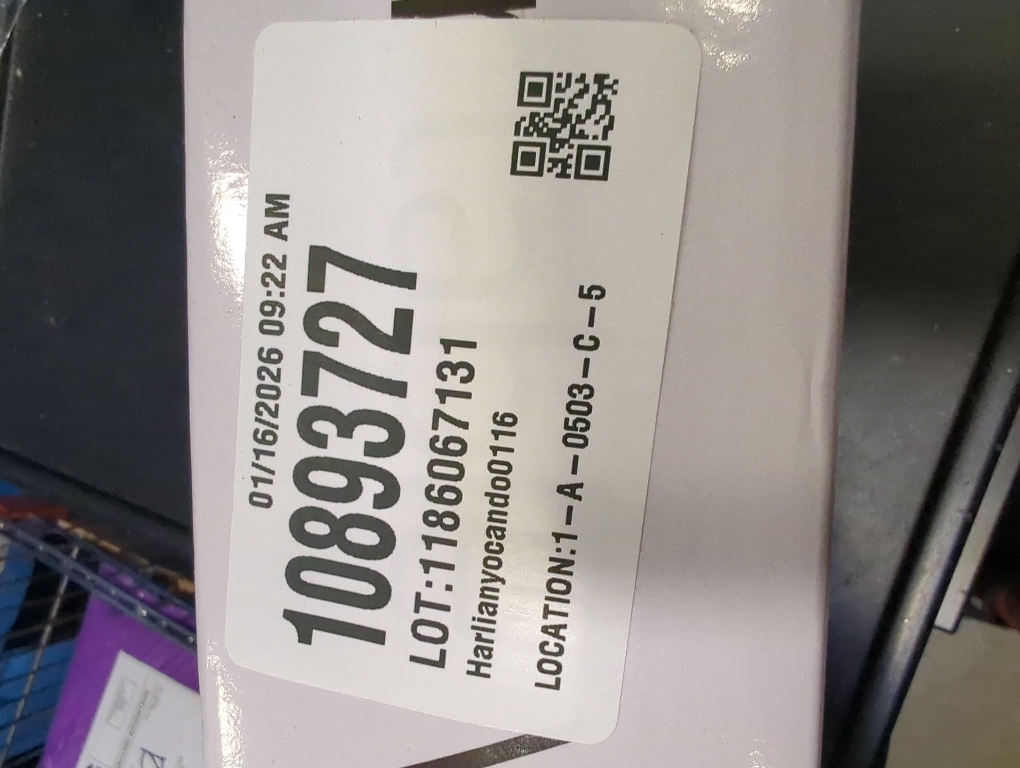 01/16/2026 09:22 AM
10893727
LOT:1186067131
Harlianyocando0116
LOCATION:1-A-0503-C-5